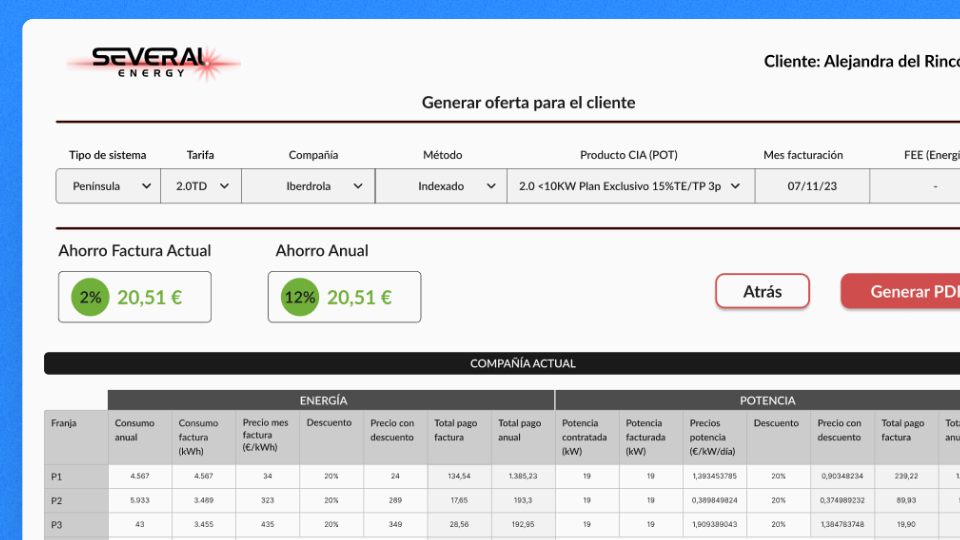 SEVERAL
ENERGY
Cliente: Alejandra del Rinco
Generar oferta para el cliente
Tipo de sistema Tarifa Compañía Método Producto CIA (POT) Mes facturación FEE (Energí
Península 2.0TD Iberdrola Indexado 2.0 <10KW Plan Exclusivo 15%TE/TP 3p 07/11/23 -
Ahorro Factura Actual Ahorro Anual
2% 20,51 € 12% 20,51 € Atrás Generar PDF
COMPAÑÍA ACTUAL
ENERGÍA POTENCIA
Franja Consumo Consumo Precio mes Descuento Precio con Total pago Total pago Potencia Potencia Precios Descuento Precio con Total pago Tota
anual factura factura descuento factura anual contratada facturada potencia descuento factura anu
(kWh) (€/kWh) (kW) (kW) (€/kW/día)
P1 4.567 4.567 34 20% 24 134,54 1.385,23 19 19 1,393453785 20% 0,90348234 239,22 1.
P2 5.933 3.489 323 20% 289 17,65 193,3 19 19 0,389849824 20% 0,374989232 89,93
P3 43 3.455 435 20% 349 28,56 192,95 19 19 1,909389043 20% 1,384783748 19,90